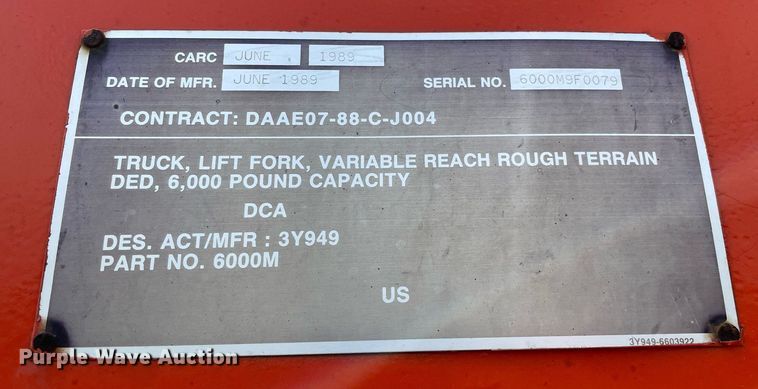 CARC JUNE 1989
DATE OF MFR. JUNE 1989 SERIAL NO. 6000M9F0079
CONTRACT: DAAE07-88-C-J004
TRUCK, LIFT FORK, VARIABLE REACH ROUGH TERRAIN
DED, 6,000 POUND CAPACITY
DCA
DES. ACT/MFR : 3Y949
PART NO. 6000M
US
3Y949-6603922
Purple Wave Auction